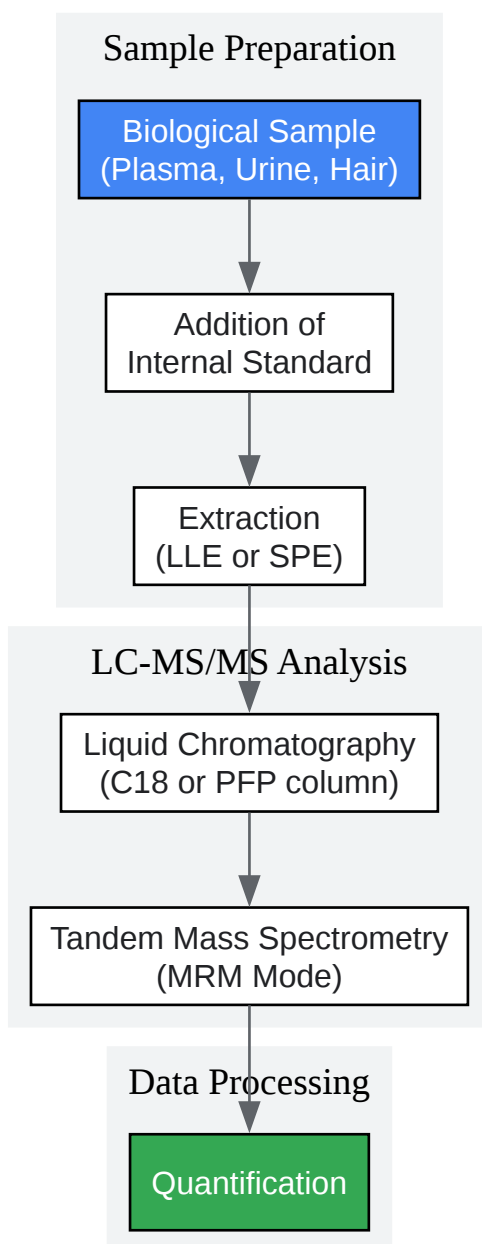 Sample Preparation
Biological Sample
(Plasma, Urine, Hair)
Addition of
Internal Standard
Extraction
(LLE or SPE)
LC-MS/MS Analysis
Liquid Chromatography
(C18 or PFP column)
Tandem Mass Spectrometry
(MRM Mode)
Data Processing
Quantification